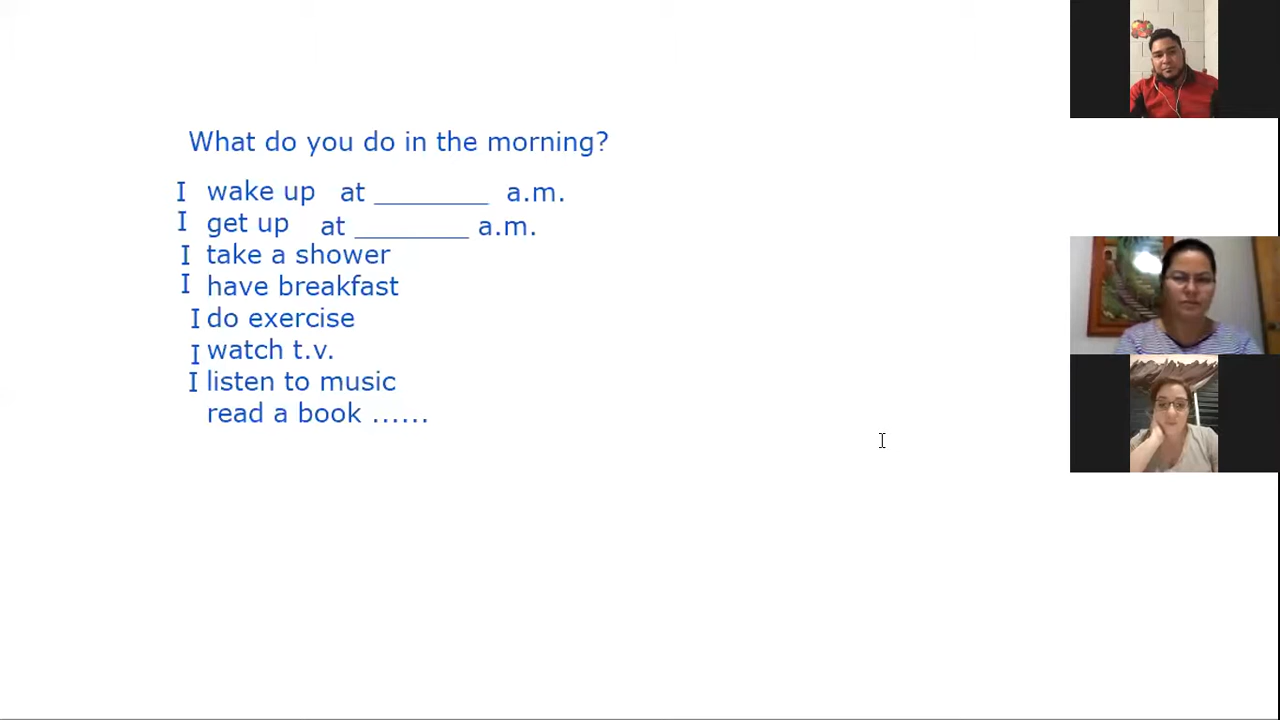 What do you do in the morning?
I wake up at ________ a.m.
I get up at ________ a.m.
I take a shower
I have breakfast
I do exercise
I watch t.v.
I listen to music
read a book ......